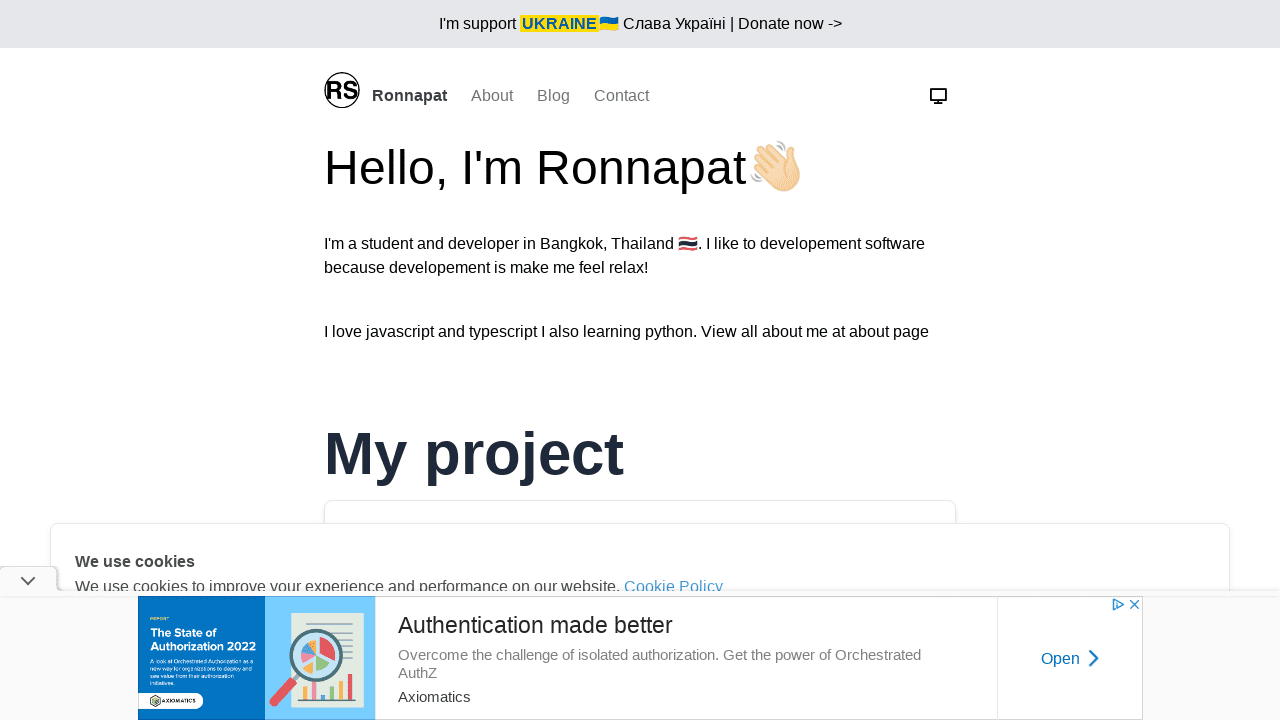 I'm support UKRAINE🇺🇦 Слава Україні | Donate now ->
RS Ronnapat About Blog Contact
Hello, I'm Ronnapat👋🏻
I'm a student and developer in Bangkok, Thailand 🇹🇭. I like to developement software
because developement is make me feel relax!
I love javascript and typescript I also learning python. View all about me at about page
My project
We use cookies
We use cookies to improve your experience and performance on our website. Cookie Policy
REPORT
The State of
Authorization 2022
A look at Orchestrated Authorization as a
new way for organizations to deploy and
see value from their authorization
initiatives.
AXIOMATICS
Authentication made better
Overcome the challenge of isolated authorization. Get the power of Orchestrated
AuthZ
Axiomatics
Open